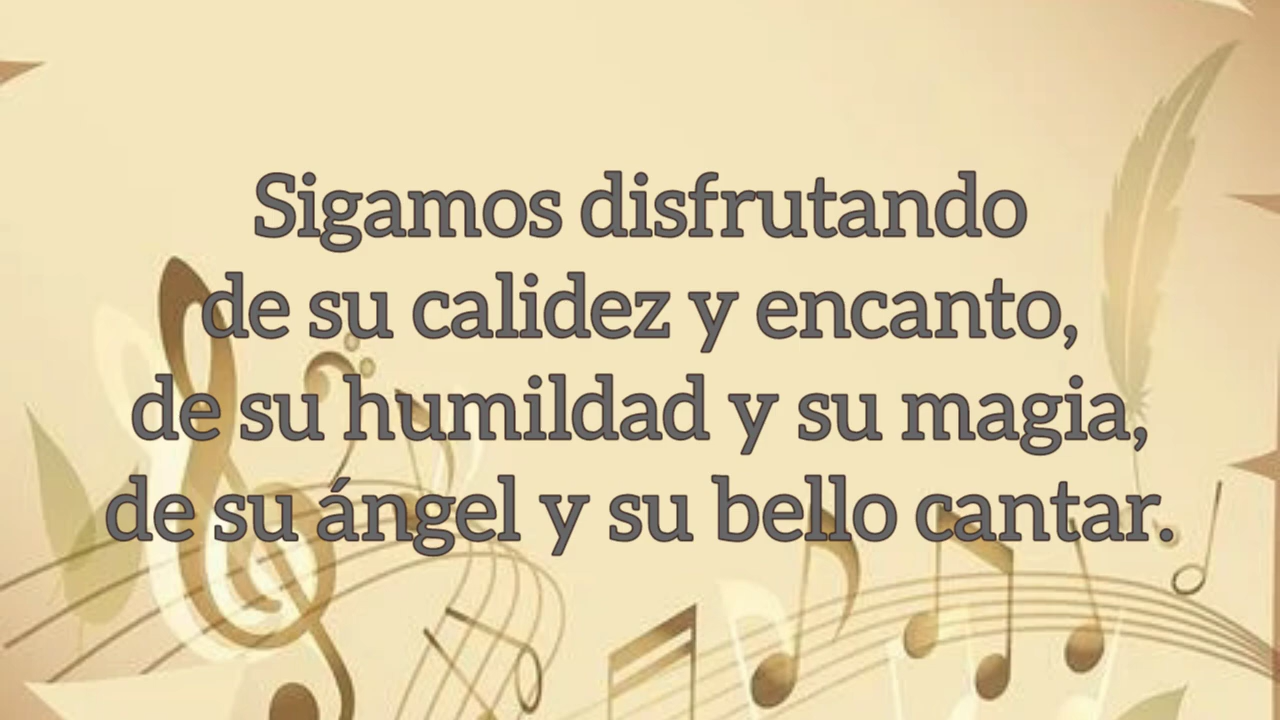 Sigamos disfrutando
de su calidez y encanto,
de su humildad y su magia,
de su ángel y su bello cantar.